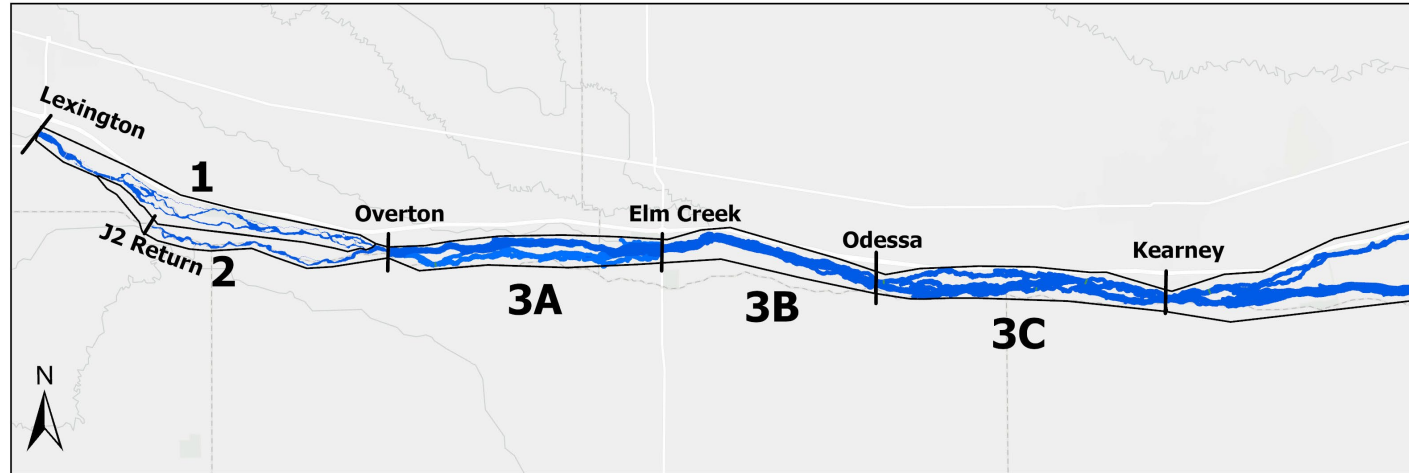 Lexington
1
J2 Return
2
Overton
3A
Elm Creek
3B
Odessa
3C
Kearney
N